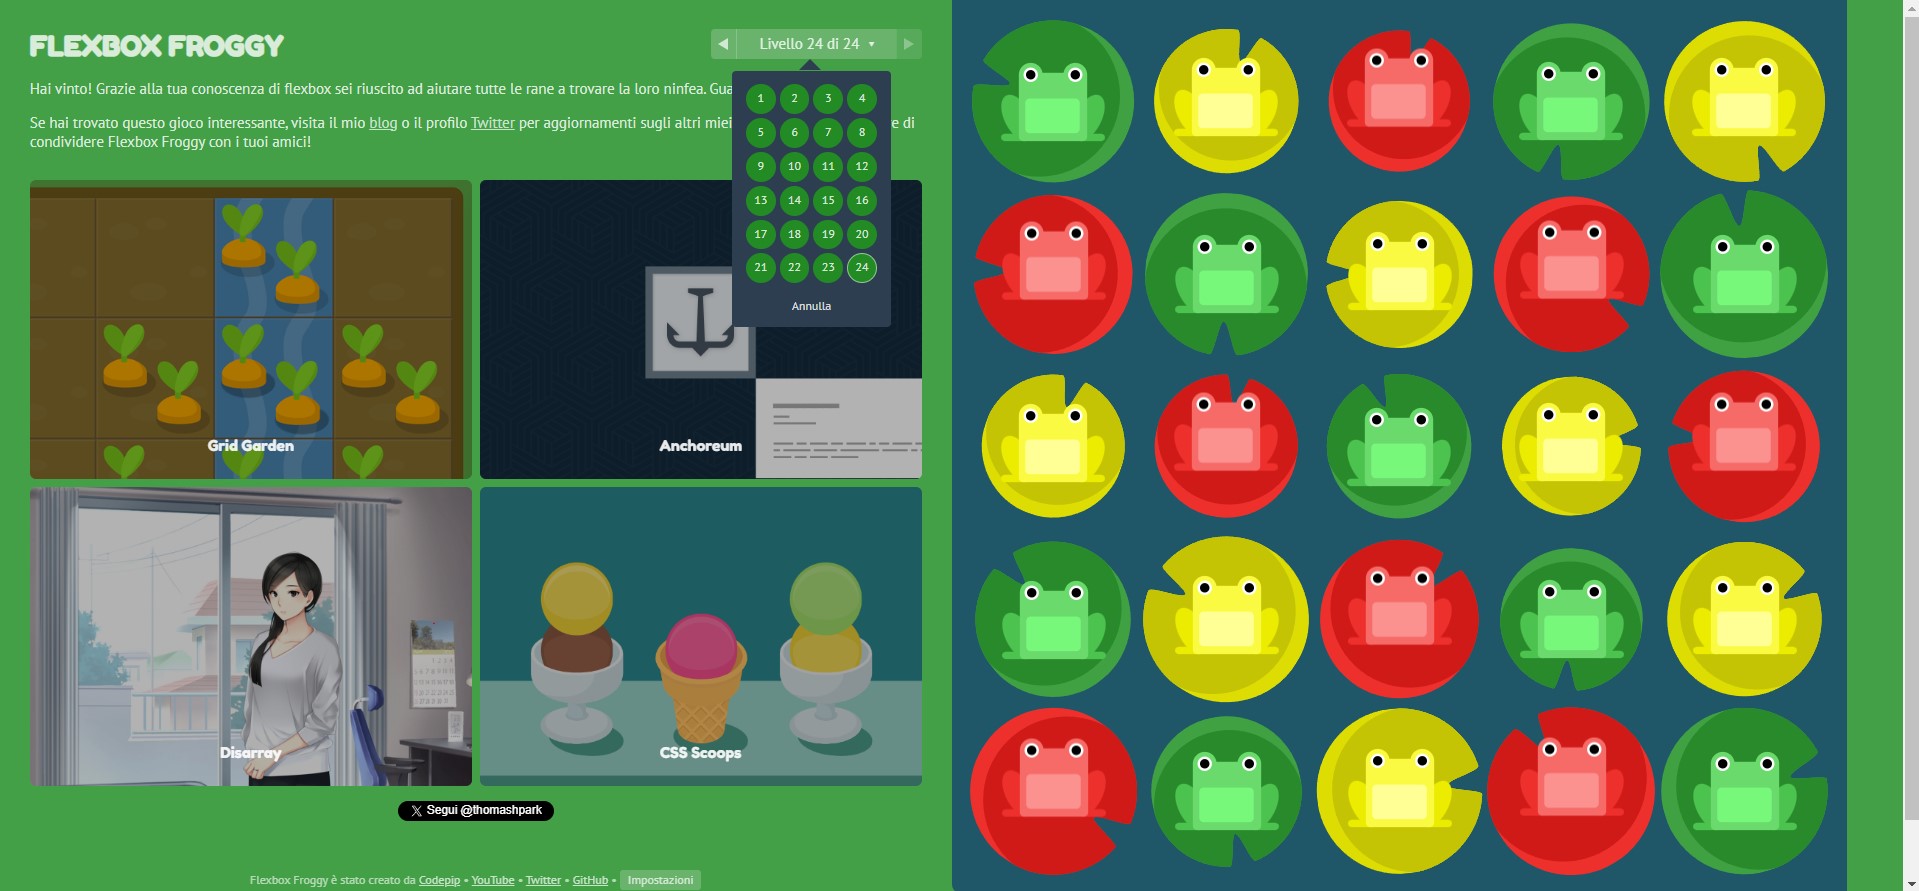 FLEXBOX FROGGY
Livello 24 di 24
Hai vinto! Grazie alla tua conoscenza di flexbox sei riuscito ad aiutare tutte le rane a trovare la loro ninfea.
Se hai trovato questo gioco interessante, visita il mio blog o il profilo Twitter per aggiornamenti sugli altri miei
di
condividere Flexbox Froggy con i tuoi amici!
1 2 3 4
5 6 7 8
9 10 11 12
13 14 15 16
17 18 19 20
21 22 23 24
Annulla
Grid Garden
Anchoreum
Disarray
CSS Scoops
Segui @thomashpark
Flexbox Froggy è stato creato da Codepip • YouTube • Twitter • GitHub • Impostazioni